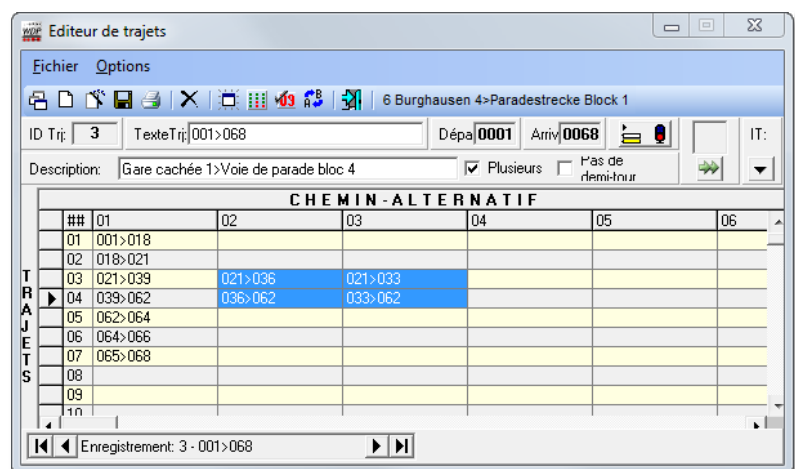 Editeur de trajets
Fichier Options
6 Burghausen 4>Paradestrecke Block 1
ID Trj: 3 TexteTrj: 001>068 Dépa 0001 Arriv 0068 IT:
Description: Gare cachée 1>Voie de parade bloc 4 Plusieurs Pas de demi-tour
CHEMIN-ALTERNATIF
## 01 02 03 04 05 06
TRAJETS
01 001>018
02 018>021
03 021>039 021>036 021>033
04 039>062 036>062 033>062
05 062>064
06 064>066
07 065>068
08
09
10
Enregistrement: 3 - 001>068